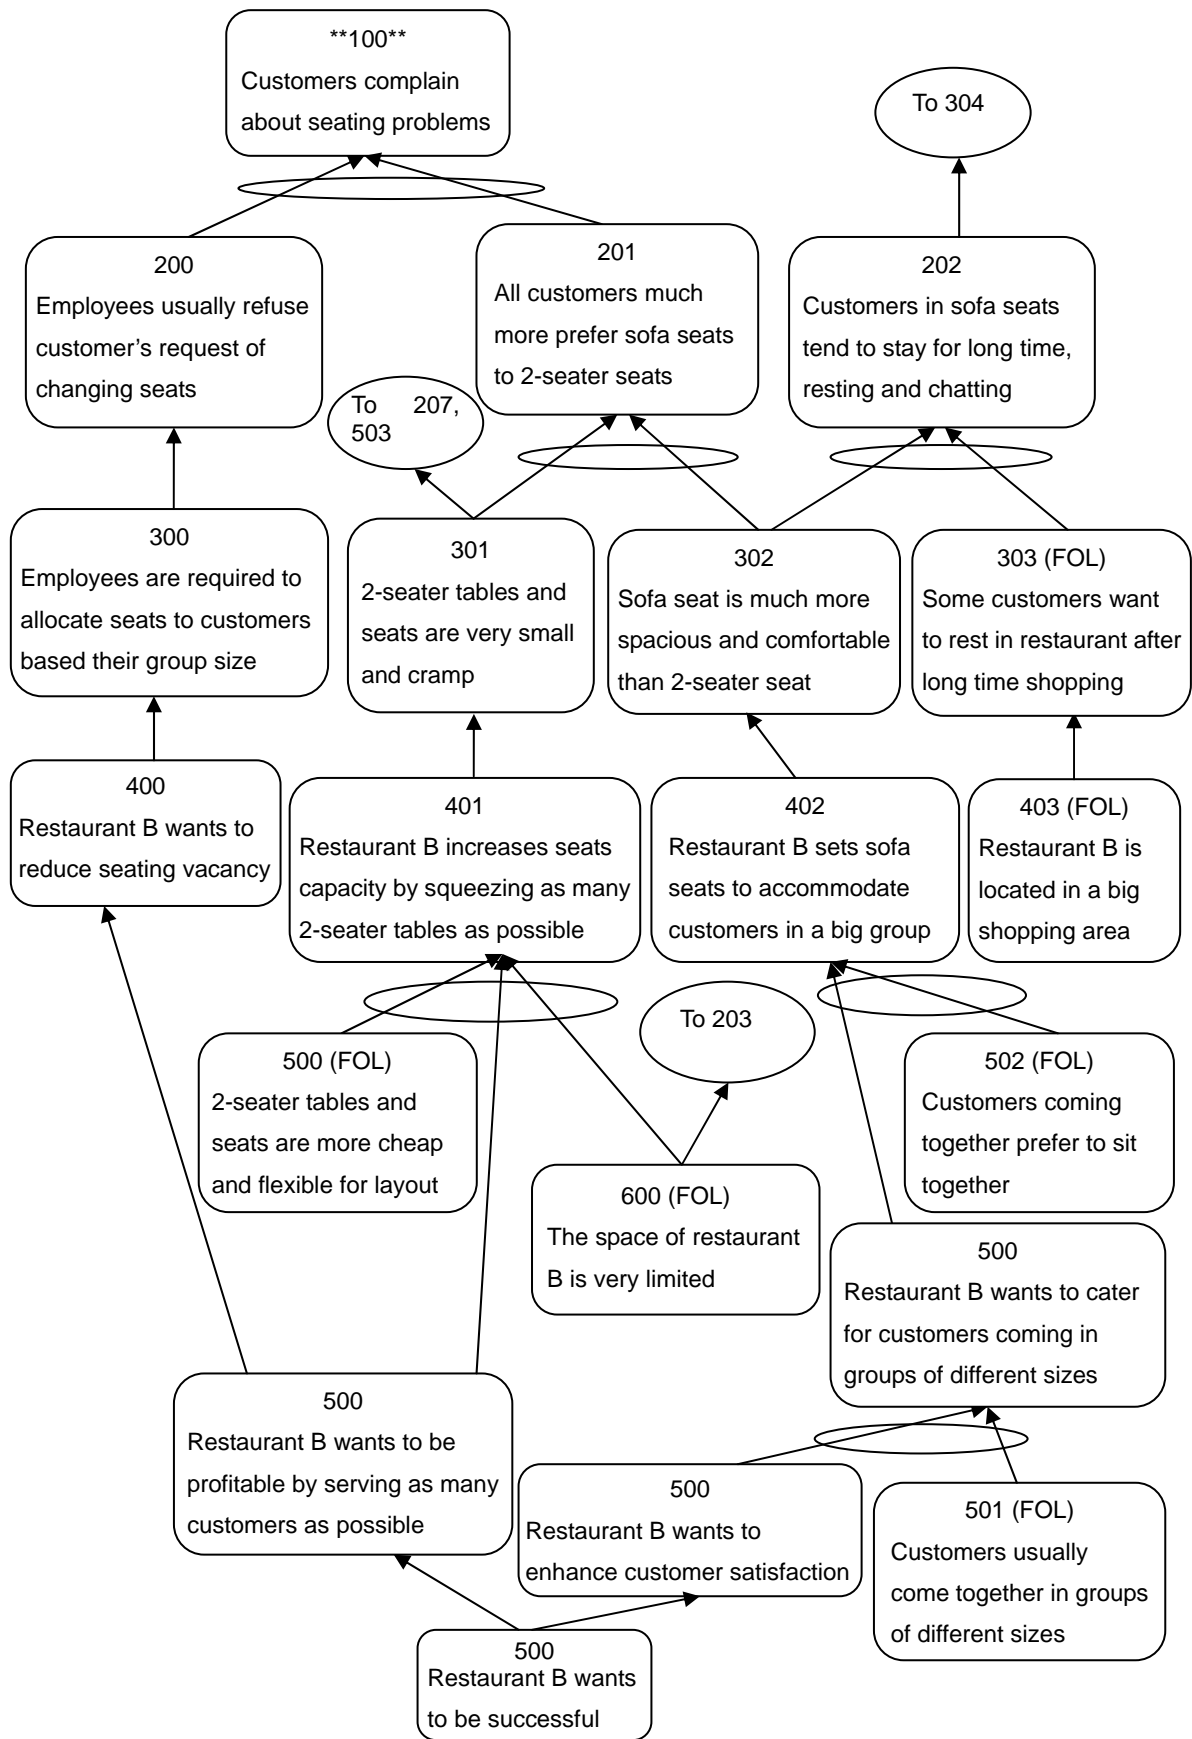 **100**
Customers complain
about seating problems
To 304
200
Employees usually refuse
customer’s request of
changing seats
201
All customers much
more prefer sofa seats
to 2-seater seats
202
Customers in sofa seats
tend to stay for long time,
resting and chatting
To 207,
503
300
Employees are required to
allocate seats to customers
based their group size
301
2-seater tables and
seats are very small
and cramp
302
Sofa seat is much more
spacious and comfortable
than 2-seater seat
303 (FOL)
Some customers want
to rest in restaurant after
long time shopping
400
Restaurant B wants to
reduce seating vacancy
401
Restaurant B increases seats
capacity by squeezing as many
2-seater tables as possible
402
Restaurant B sets sofa
seats to accommodate
customers in a big group
403 (FOL)
Restaurant B is
located in a big
shopping area
500 (FOL)
2-seater tables and
seats are more cheap
and flexible for layout
To 203
502 (FOL)
Customers coming
together prefer to sit
together
600 (FOL)
The space of restaurant
B is very limited
500
Restaurant B wants to cater
for customers coming in
groups of different sizes
500
Restaurant B wants to be
profitable by serving as many
customers as possible
500
Restaurant B wants to
enhance customer satisfaction
501 (FOL)
Customers usually
come together in groups
of different sizes
500
Restaurant B wants
to be successful